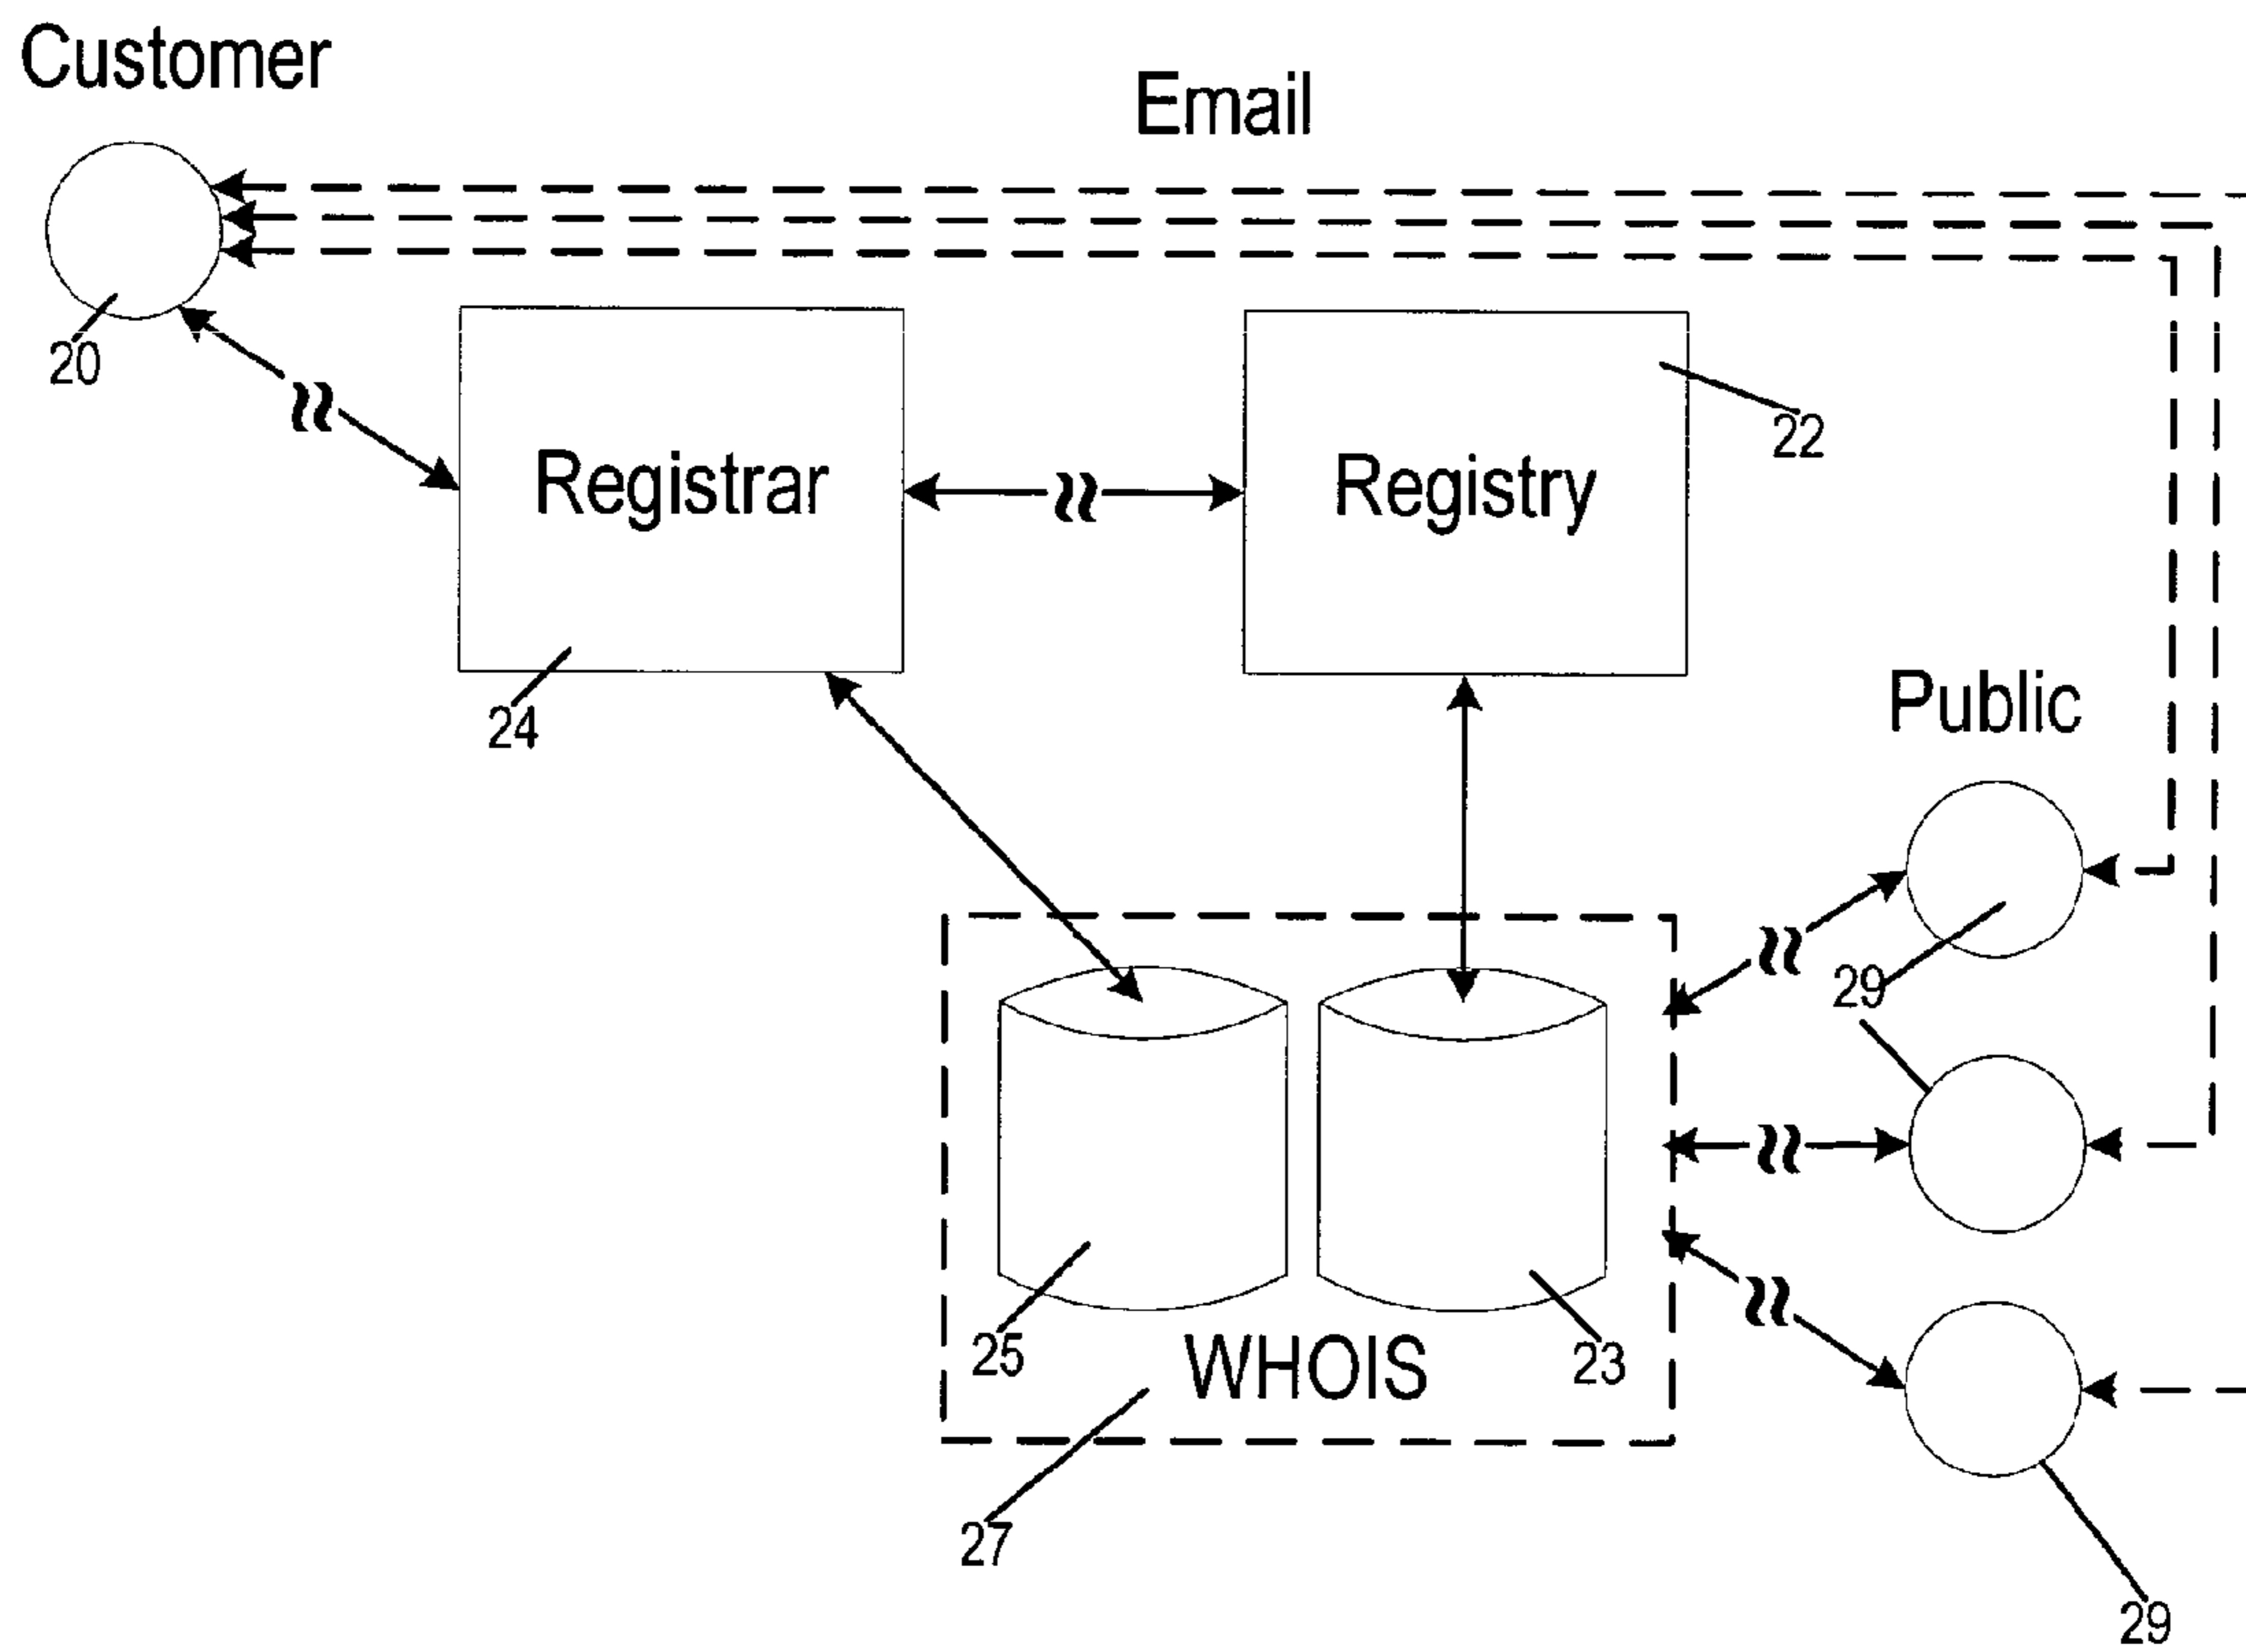 Customer
Email
20
22
Registrar
Registry
24
Public
29
25
WHOIS
23
27
29